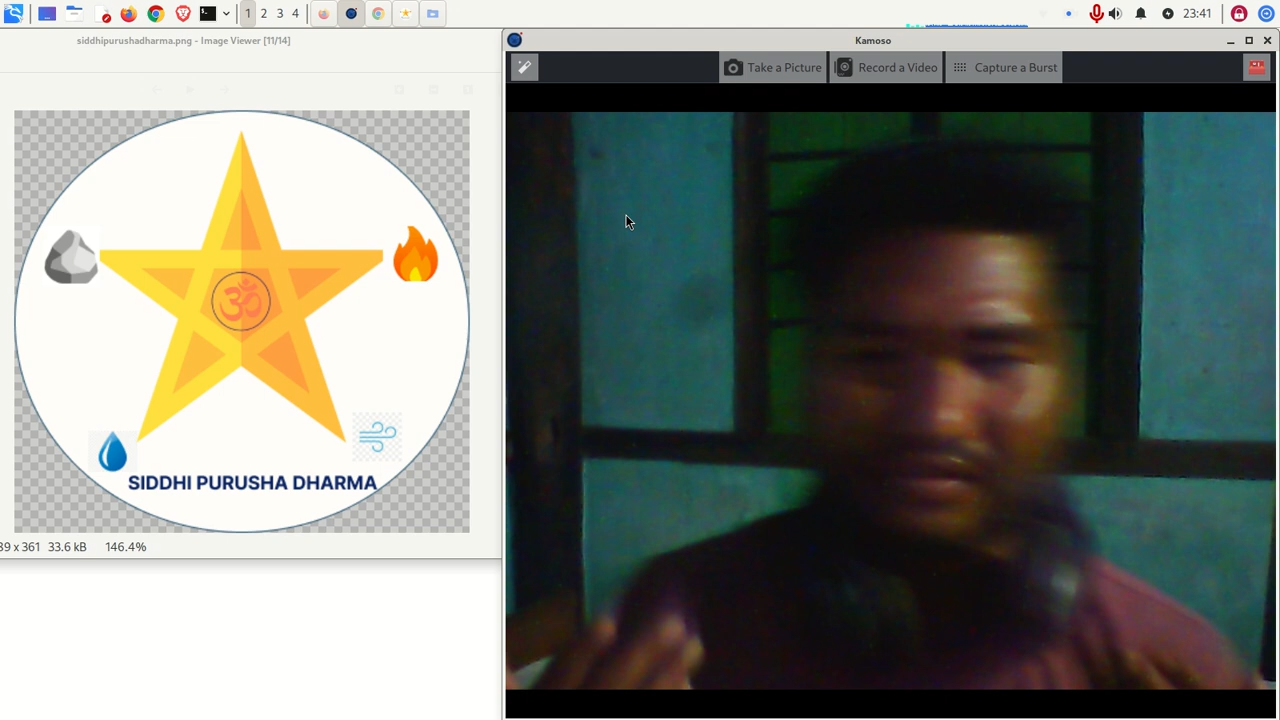 1 2 3 4
23:41
siddhipurushadharma.png - Image Viewer [11/14]
Kamoso
Take a Picture
Record a Video
Capture a Burst
ॐ
SIDDHI PURUSHA DHARMA
39 x 361 33.6 kB 146.4%